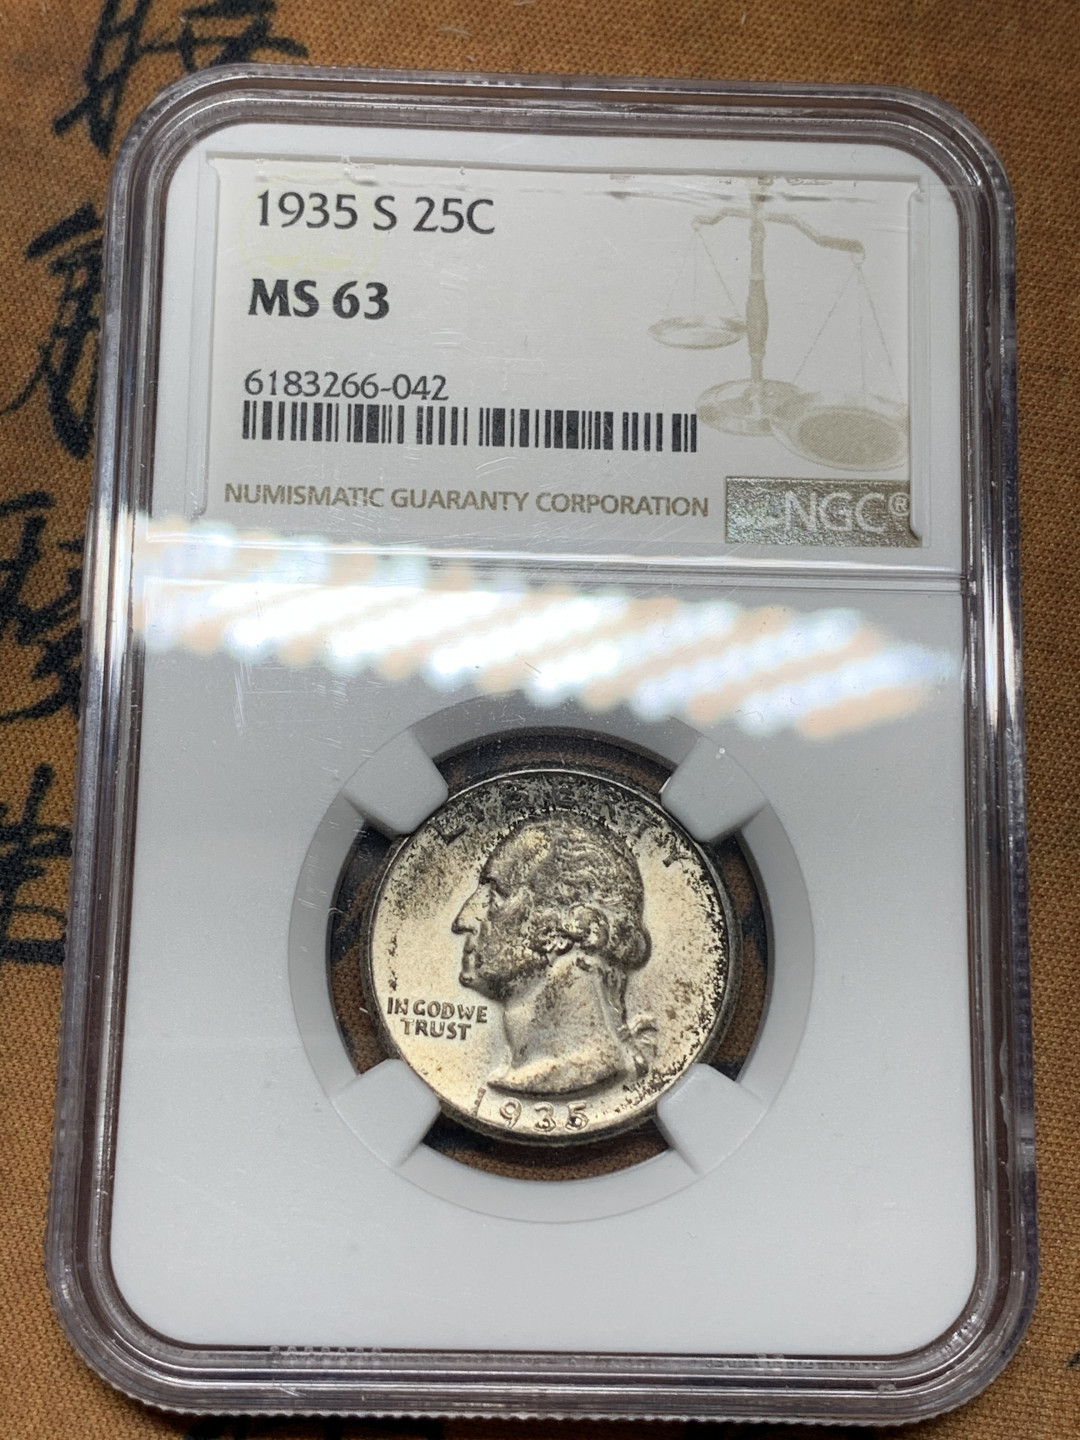 1935 S 25C
MS 63
6183266-042
NUMISMATIC GUARANTY CORPORATION
NGC®
LIBERTY
IN GOD WE
TRUST
1935